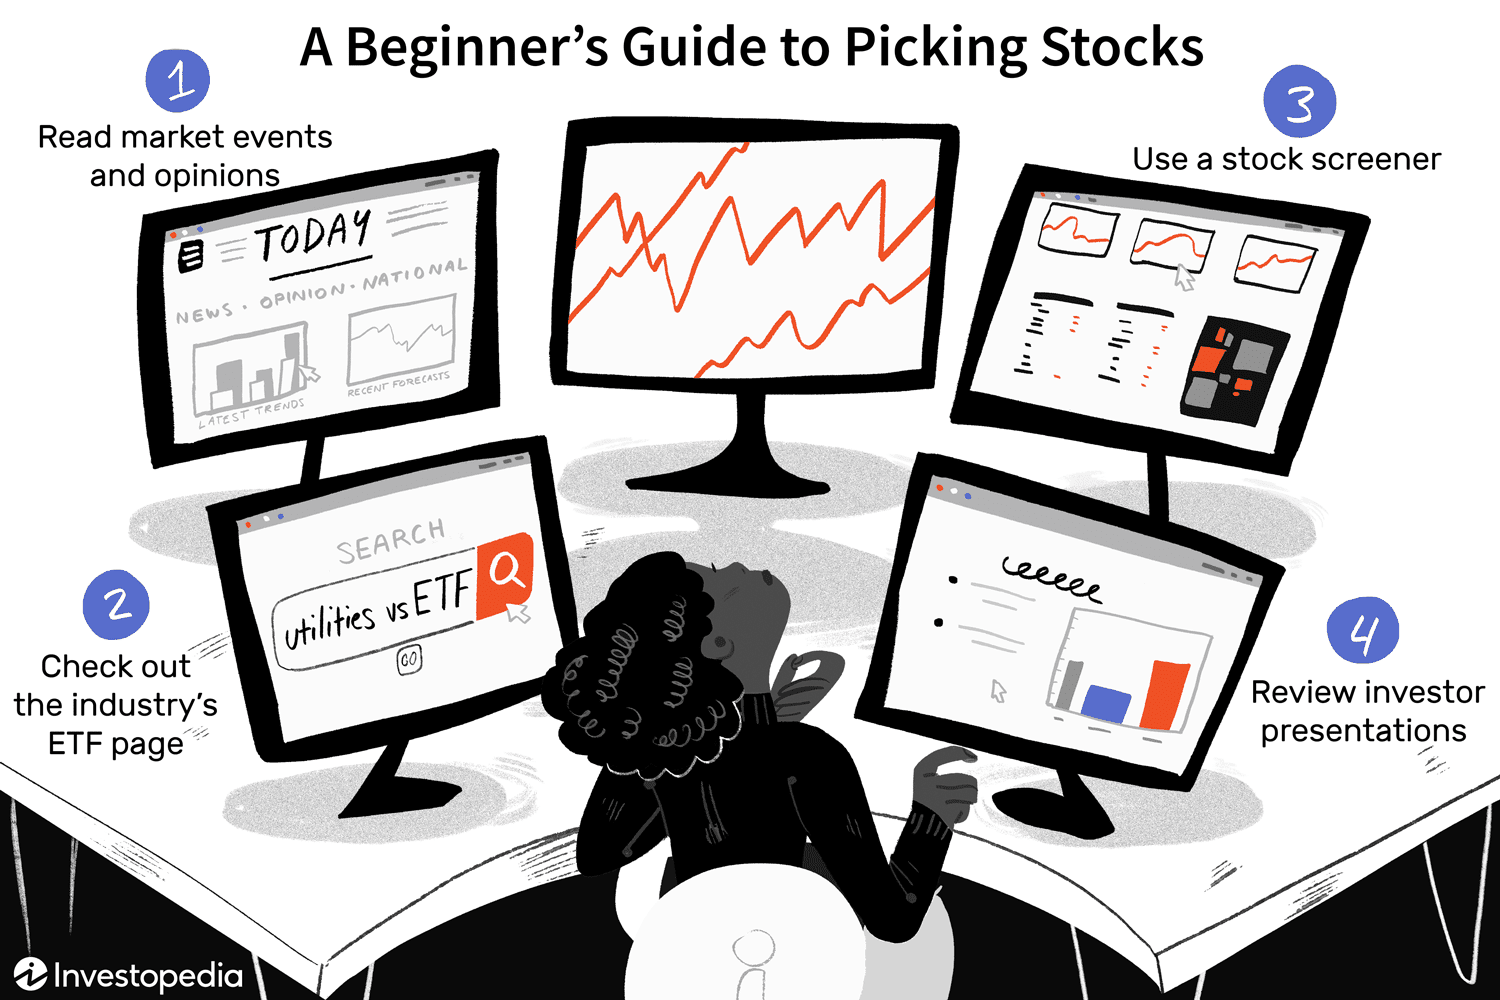 A Beginner’s Guide to Picking Stocks
1
Read market events
and opinions
TODAY
NEWS · OPINION · NATIONAL
LATEST TRENDS
RECENT FORECASTS
2
Check out
the industry’s
ETF page
SEARCH
utilities vs ETF
GO
3
Use a stock screener
4
Review investor
presentations
i
Investopedia